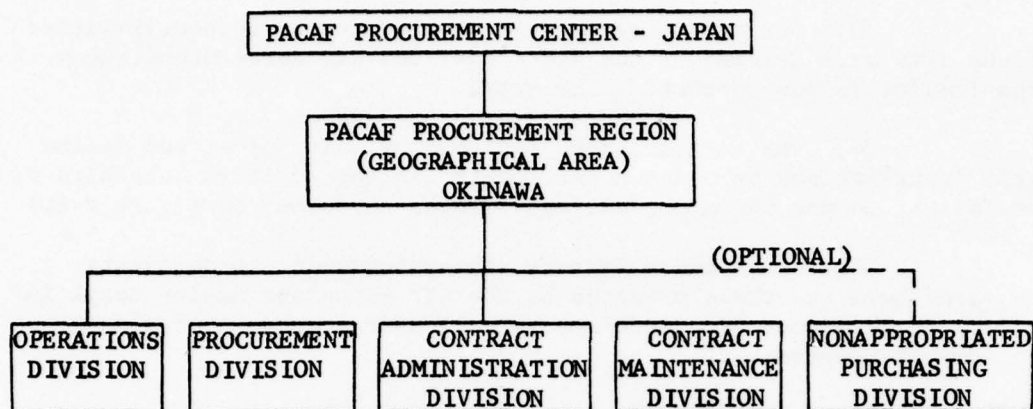 PACAF PROCUREMENT CENTER - JAPAN
PACAF PROCUREMENT REGION
(GEOGRAPHICAL AREA)
OKINAWA
(OPTIONAL)
OPERATIONS
DIVISION
PROCUREMENT
DIVISION
CONTRACT
ADMINISTRATION
DIVISION
CONTRACT
MAINTENANCE
DIVISION
NONAPPROPRIATED
PURCHASING
DIVISION